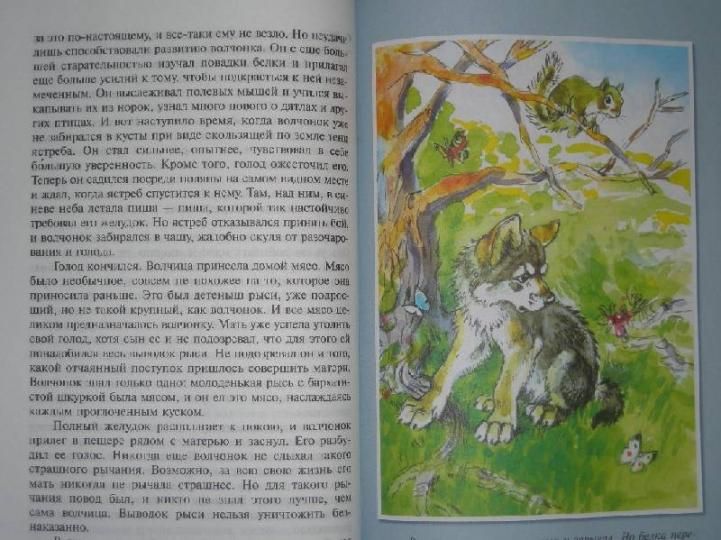 за это по-настоящему, и все-таки ему не везло. Но неудачи
лишь способствовали развитию волчонка. Он с еще боль-
шей старательностью изучал повадки белки и прилагал
еще больше усилий к тому, чтобы подкрасться к ней неза-
меченным. Он выслеживал полевых мышей и учился вы-
капывать их из норок, узнал много нового о дятлах и дру-
гих птицах. И вот наступило время, когда волчонок уже
не забирался в кусты при виде скользящей по земле тени
ястреба. Он стал сильнее, опытнее, чувствовал в себе
большую уверенность. Кроме того, голод ожесточил его.
Теперь он садился посреди поляны на самом видном месте
и ждал, когда ястреб спустится к нему. Там, над ним, в си-
неве неба летала пища — пища, которой так настойчиво
требовал его желудок. Но ястреб отказывался принять бой,
и волчонок забирался в чащу, жалобно скуля от разочаро-
вания и голода.
Голод кончился. Волчица принесла домой мясо. Мясо
было необычное, совсем не похожее на то, которое она
приносила раньше. Это был детеныш рыси, уже подрос-
ший, но не такой крупный, как волчонок. И все мясо це-
ликом предназначалось волчонку. Мать уже успела утолить
свой голод, хотя сын ее и не подозревал, что для этого ей
понадобился весь выводок рыси. Не подозревал он и того,
какой отчаянный поступок пришлось совершить матери.
Волчонок знал только одно: молоденькая рысь с бархати-
стой шкуркой была мясом, и он ел это мясо, наслаждаясь
каждым проглоченным куском.
Полный желудок располагает к покою, и волчонок
прилег в пещере рядом с матерью и заснул. Его разбу-
дил ее голос. Никогда еще волчонок не слыхал такого
страшного рычания. Возможно, за всю свою жизнь его
мать никогда не рычала страшнее. Но для такого ры-
чания повод был, и никто не знал этого лучше, чем
сама волчица. Выводок рыси нельзя уничтожить без-
наказанно.
Но белка пере-